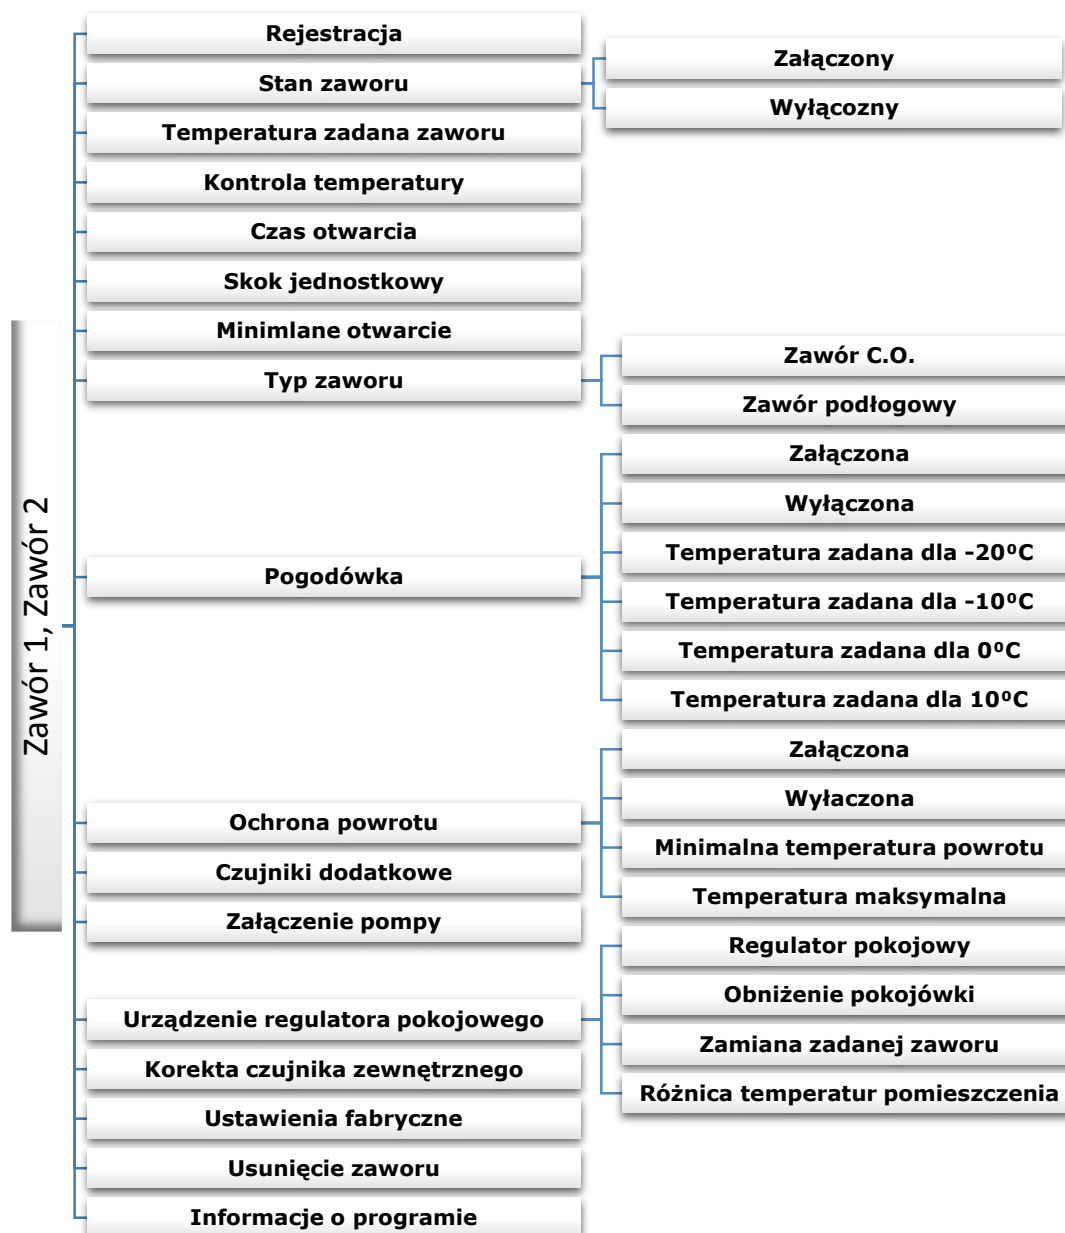 Zawór 1, Zawór 2
Rejestracja
Stan zaworu
Załączony
Wyłącozny
Temperatura zadana zaworu
Kontrola temperatury
Czas otwarcia
Skok jednostkowy
Minimlane otwarcie
Typ zaworu
Zawór C.O.
Zawór podłogowy
Pogodówka
Załączona
Wyłączona
Temperatura zadana dla -20ºC
Temperatura zadana dla -10ºC
Temperatura zadana dla 0ºC
Temperatura zadana dla 10ºC
Ochrona powrotu
Załączona
Wyłaczona
Minimalna temperatura powrotu
Temperatura maksymalna
Czujniki dodatkowe
Załączenie pompy
Urządzenie regulatora pokojowego
Regulator pokojowy
Obniżenie pokojówki
Zamiana zadanej zaworu
Różnica temperatur pomieszczenia
Korekta czujnika zewnętrznego
Ustawienia fabryczne
Usunięcie zaworu
Informacje o programie